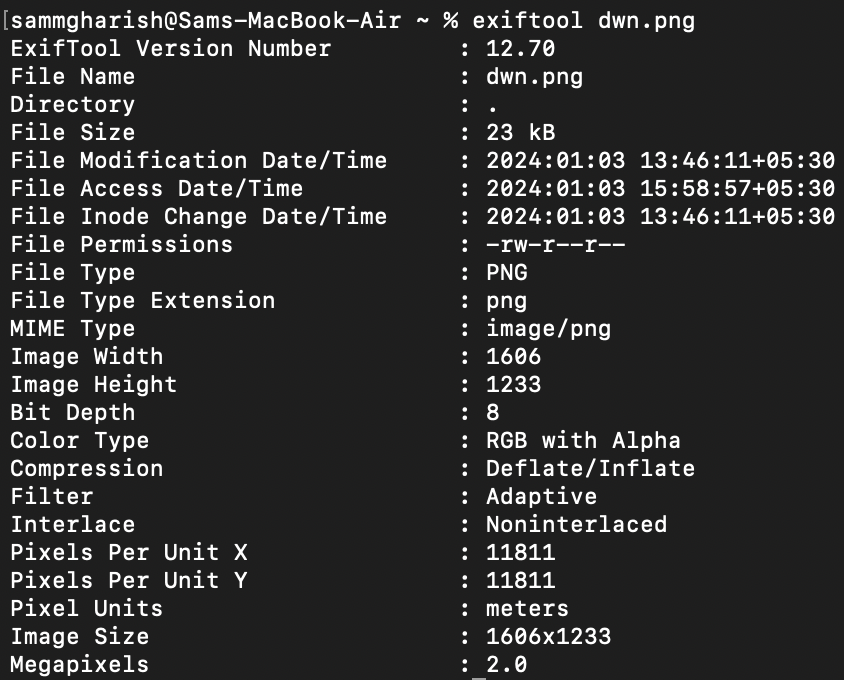 [sammgharish@Sams-MacBook-Air ~ % exiftool dwn.png
ExifTool Version Number : 12.70
File Name : dwn.png
Directory : .
File Size : 23 kB
File Modification Date/Time : 2024:01:03 13:46:11+05:30
File Access Date/Time : 2024:01:03 15:58:57+05:30
File Inode Change Date/Time : 2024:01:03 13:46:11+05:30
File Permissions : -rw-r--r--
File Type : PNG
File Type Extension : png
MIME Type : image/png
Image Width : 1606
Image Height : 1233
Bit Depth : 8
Color Type : RGB with Alpha
Compression : Deflate/Inflate
Filter : Adaptive
Interlace : Noninterlaced
Pixels Per Unit X : 11811
Pixels Per Unit Y : 11811
Pixel Units : meters
Image Size : 1606x1233
Megapixels : 2.0